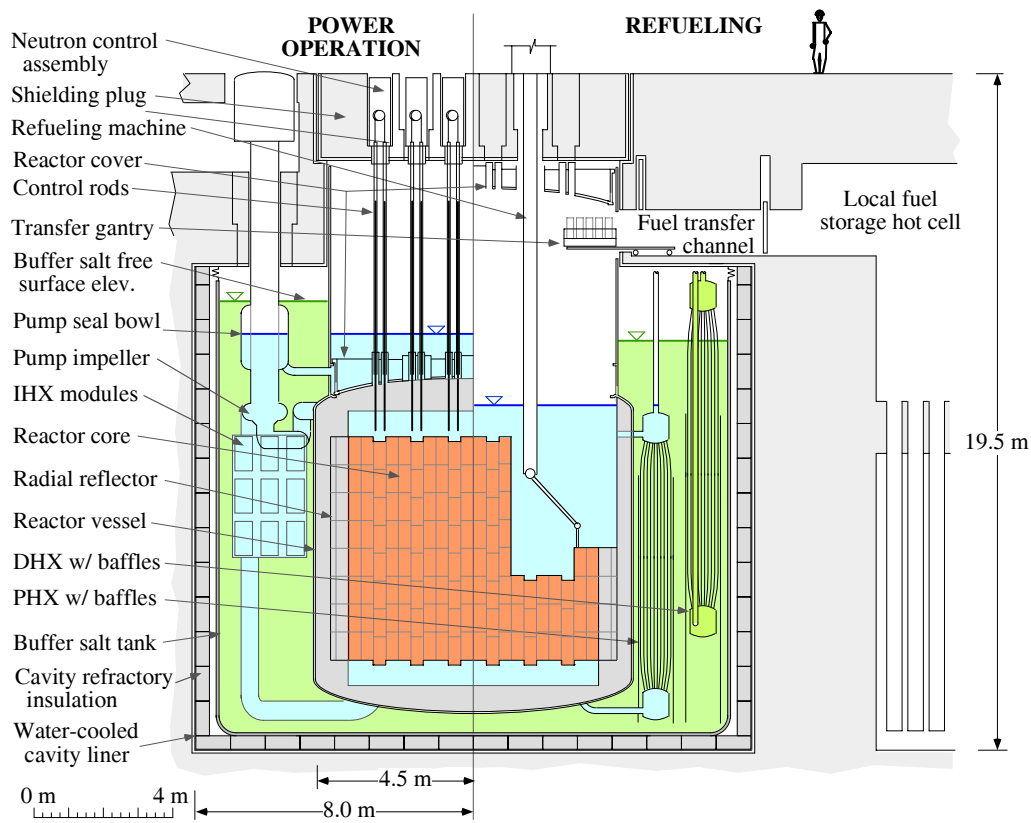 POWER
OPERATION
REFUELING
Neutron control
assembly
Shielding plug
Refueling machine
Reactor cover
Control rods
Transfer gantry
Buffer salt free
surface elev.
Pump seal bowl
Pump impeller
IHX modules
Reactor core
Radial reflector
Reactor vessel
DHX w/ baffles
PHX w/ baffles
Buffer salt tank
Cavity refractory
insulation
Water-cooled
cavity liner
Fuel transfer
channel
Local fuel
storage hot cell
19.5 m
4.5 m
8.0 m
0 m
4 m